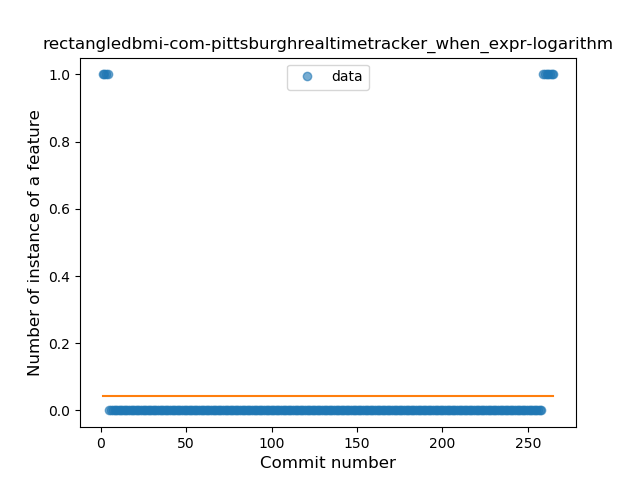 rectangledbmi-com-pittsburghrealtimetracker_when_expr-logarithm
data
Number of instance of a feature
1.0
0.8
0.6
0.4
0.2
0.0
0 50 100 150 200 250
Commit number